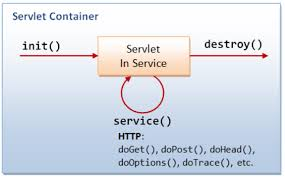 Servlet Container
init()
Servlet
In Service
destroy()
service()
HTTP:
doGet(), doPost(), doHead(),
doOptions(), doTrace(), etc.